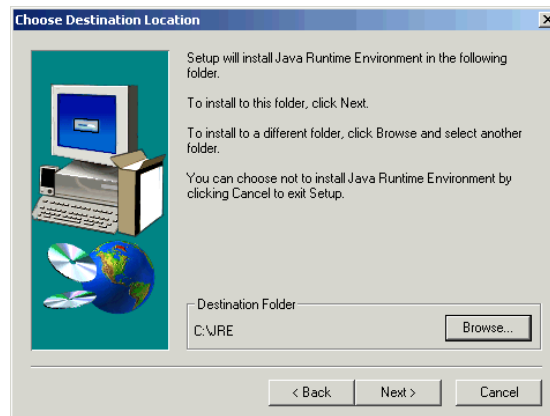 Choose Destination Location
Setup will install Java Runtime Environment in the following
folder.
To install to this folder, click Next.
To install to a different folder, click Browse and select another
folder.
You can choose not to install Java Runtime Environment by
clicking Cancel to exit Setup.
Destination Folder
C:\JRE
Browse...
< Back
Next >
Cancel